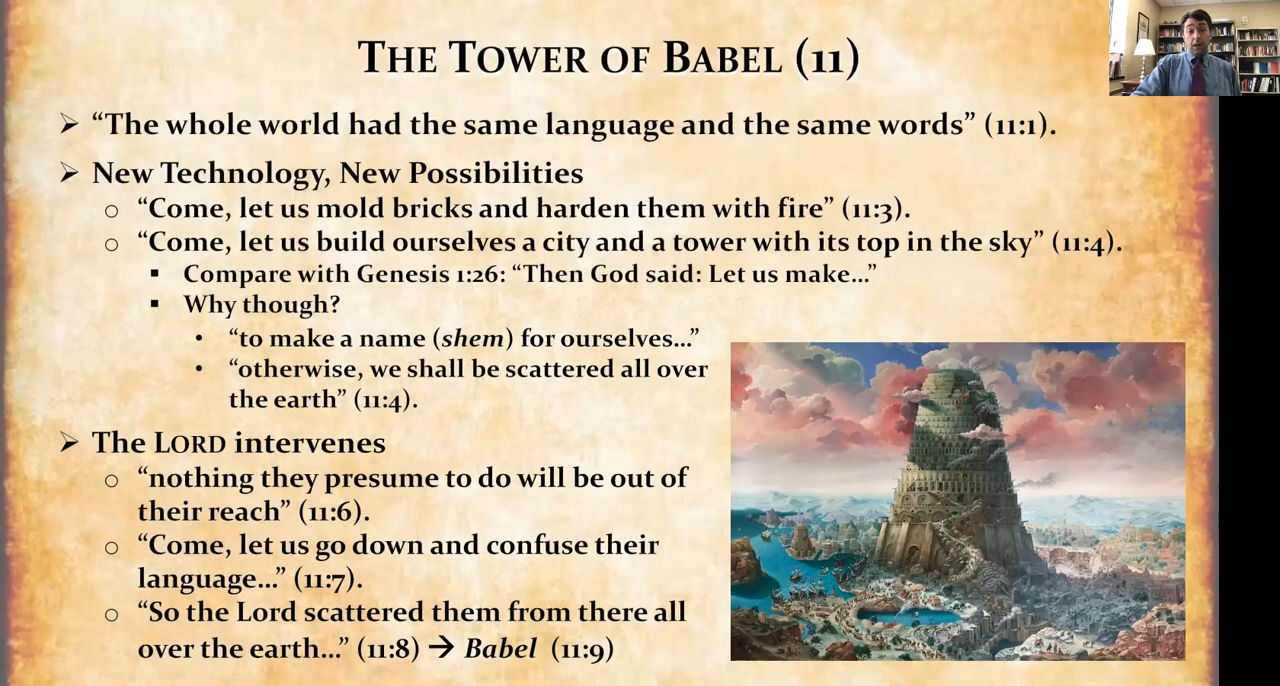 THE TOWER OF BABEL (11)
➢ “The whole world had the same language and the same words” (11:1).
➢ New Technology, New Possibilities
o “Come, let us mold bricks and harden them with fire” (11:3).
o “Come, let us build ourselves a city and a tower with its top in the sky” (11:4).
▪ Compare with Genesis 1:26: “Then God said: Let us make…”
▪ Why though?
• “to make a name (shem) for ourselves…”
• “otherwise, we shall be scattered all over
the earth” (11:4).
➢ The LORD intervenes
o “nothing they presume to do will be out of
their reach” (11:6).
o “Come, let us go down and confuse their
language…” (11:7).
o “So the Lord scattered them from there all
over the earth…” (11:8) → Babel (11:9)